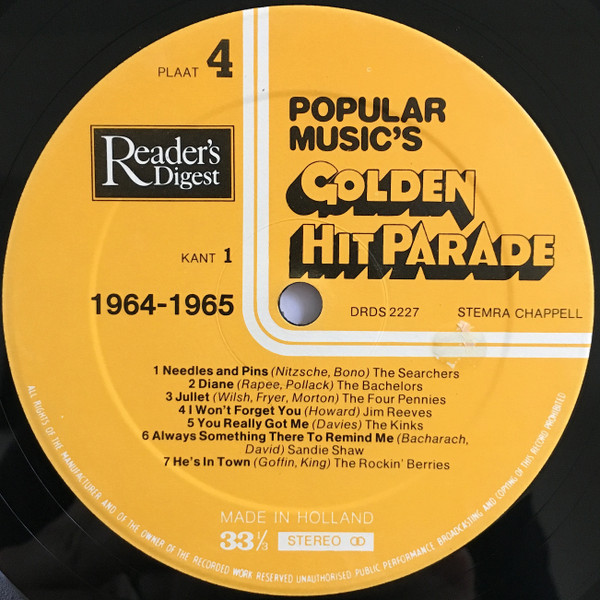 PLAAT 4
Reader's
Digest
POPULAR
MUSIC'S
GOLDEN
HIT PARADE
KANT 1
1964-1965
DRDS 2227 STEMRA CHAPPELL
1 Needles and Pins (Nitzsche, Bono) The Searchers
2 Diane (Rapee, Pollack) The Bachelors
3 Juliet (Wilsh, Fryer, Morton) The Four Pennies
4 I Won't Forget You (Howard) Jim Reeves
5 You Really Got Me (Davies) The Kinks
6 Always Something There To Remind Me (Bacharach,
David) Sandie Shaw
7 He's In Town (Goffin, King) The Rockin' Berries
MADE IN HOLLAND
33 1/3 STEREO
ALL RIGHTS OF THE MANUFACTURER AND OF THE OWNER OF THE RECORDED WORK RESERVED UNAUTHORISED PUBLIC PERFORMANCE BROADCASTING AND COPYING OF THIS RECORD PROHIBITED